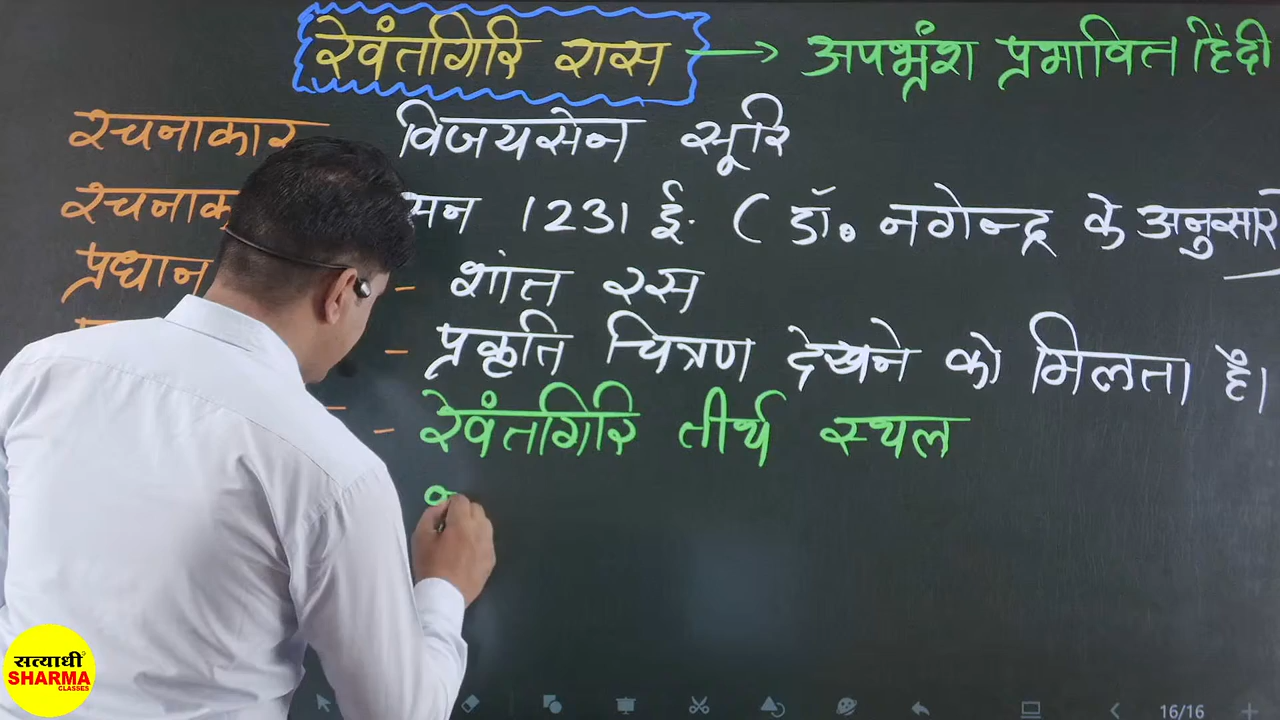 रेवंतगिरि रास → अपभ्रंश प्रभावित हिंदी
रचनाकार विजयसेन सूरि
सन 1231 ई. ( डॉ. नगेन्द्र के अनुसार
प्रधान - शांत रस
- प्रकृति चित्रण देखने को मिलता है।
- रेवंतगिरि तीर्थ स्थल
सत्याधी
SHARMA
CLASSES
16/16